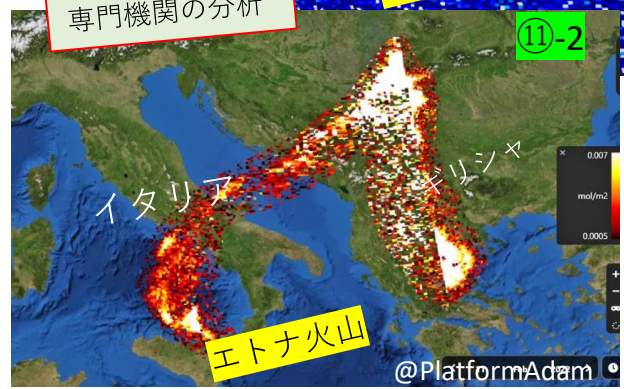 専門機関の分析
⑪-2
イタリア
ギリシャ
0.007
mol/m2
0.0005
エトナ火山
@PlatformAdam